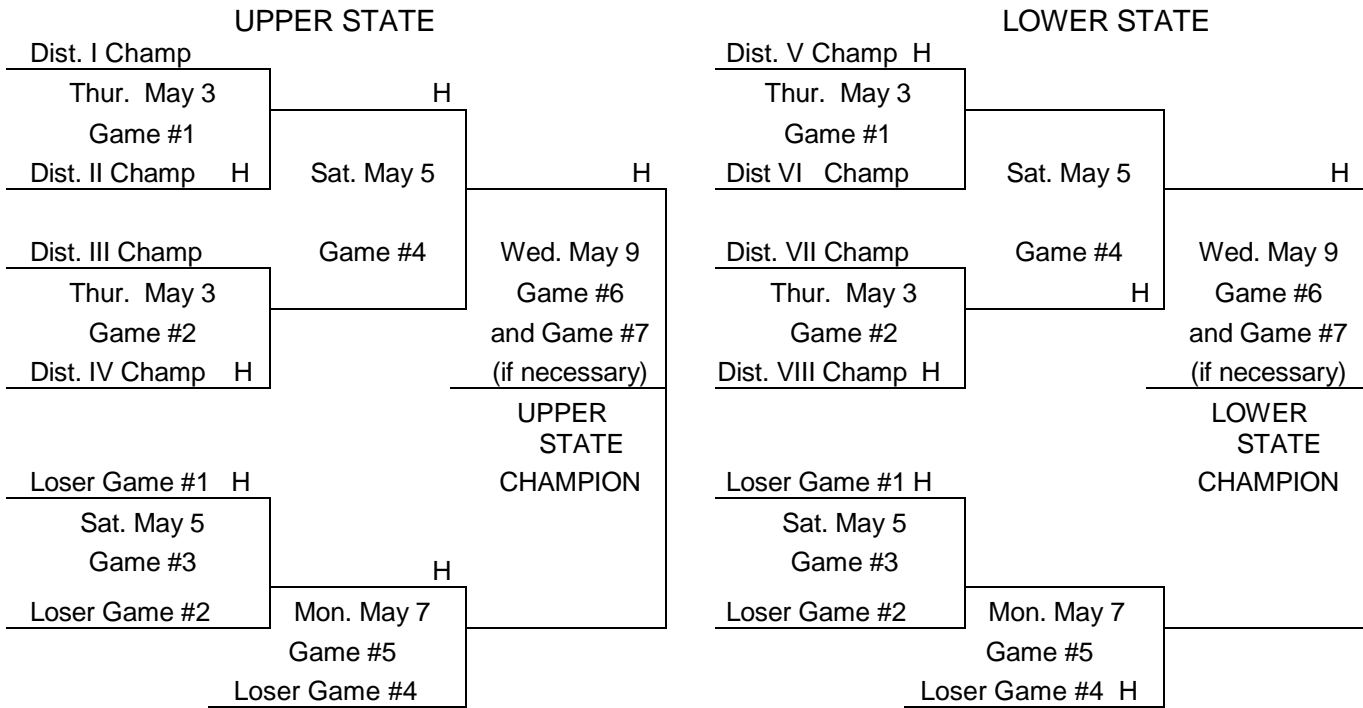 UPPER STATE
Dist. I Champ
Thur. May 3
H
Game #1
Dist. II Champ H
Sat. May 5
H
Dist. III Champ
Game #4
Wed. May 9
Thur. May 3
Game #6
Game #2
and Game #7
Dist. IV Champ H
(if necessary)
UPPER
STATE
CHAMPION
Loser Game #1 H
Sat. May 5
Game #3
H
Loser Game #2
Mon. May 7
Game #5
Loser Game #4
LOWER STATE
Dist. V Champ H
Thur. May 3
Game #1
Dist VI Champ
Sat. May 5
H
Dist. VII Champ
Game #4
Wed. May 9
Thur. May 3
H
Game #6
Game #2
and Game #7
Dist. VIII Champ H
(if necessary)
LOWER
STATE
CHAMPION
Loser Game #1 H
Sat. May 5
Game #3
Loser Game #2
Mon. May 7
Game #5
Loser Game #4 H